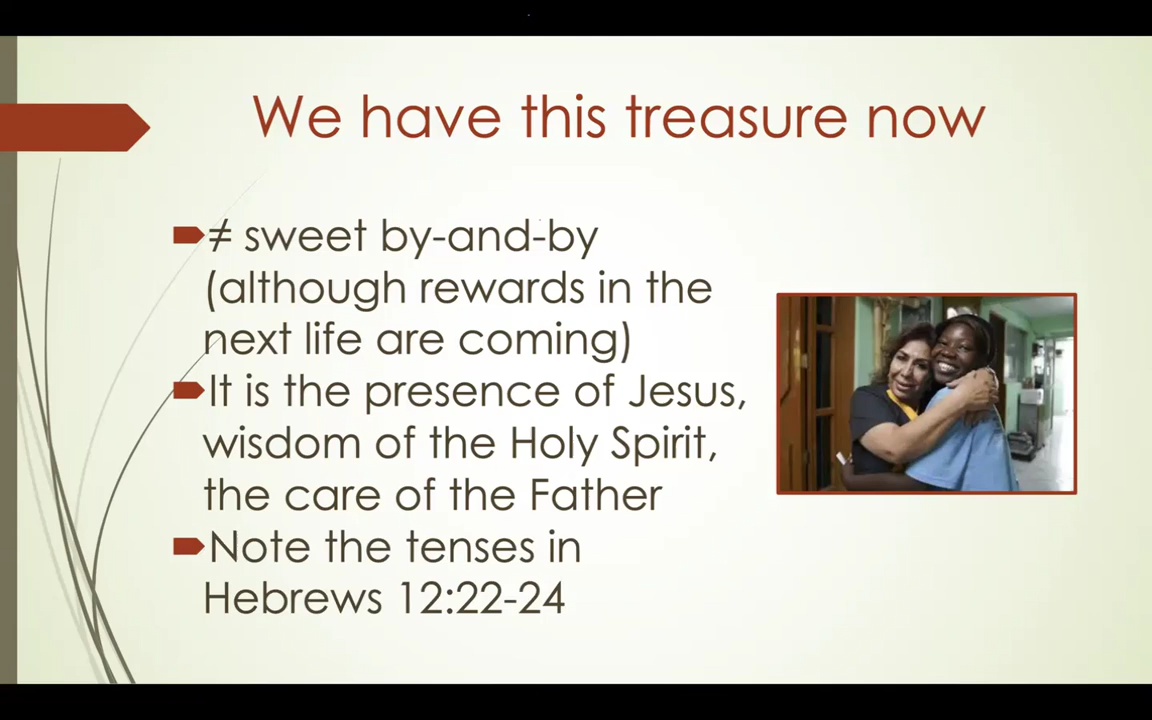 We have this treasure now
≠ sweet by-and-by
(although rewards in the
next life are coming)
It is the presence of Jesus,
wisdom of the Holy Spirit,
the care of the Father
Note the tenses in
Hebrews 12:22-24